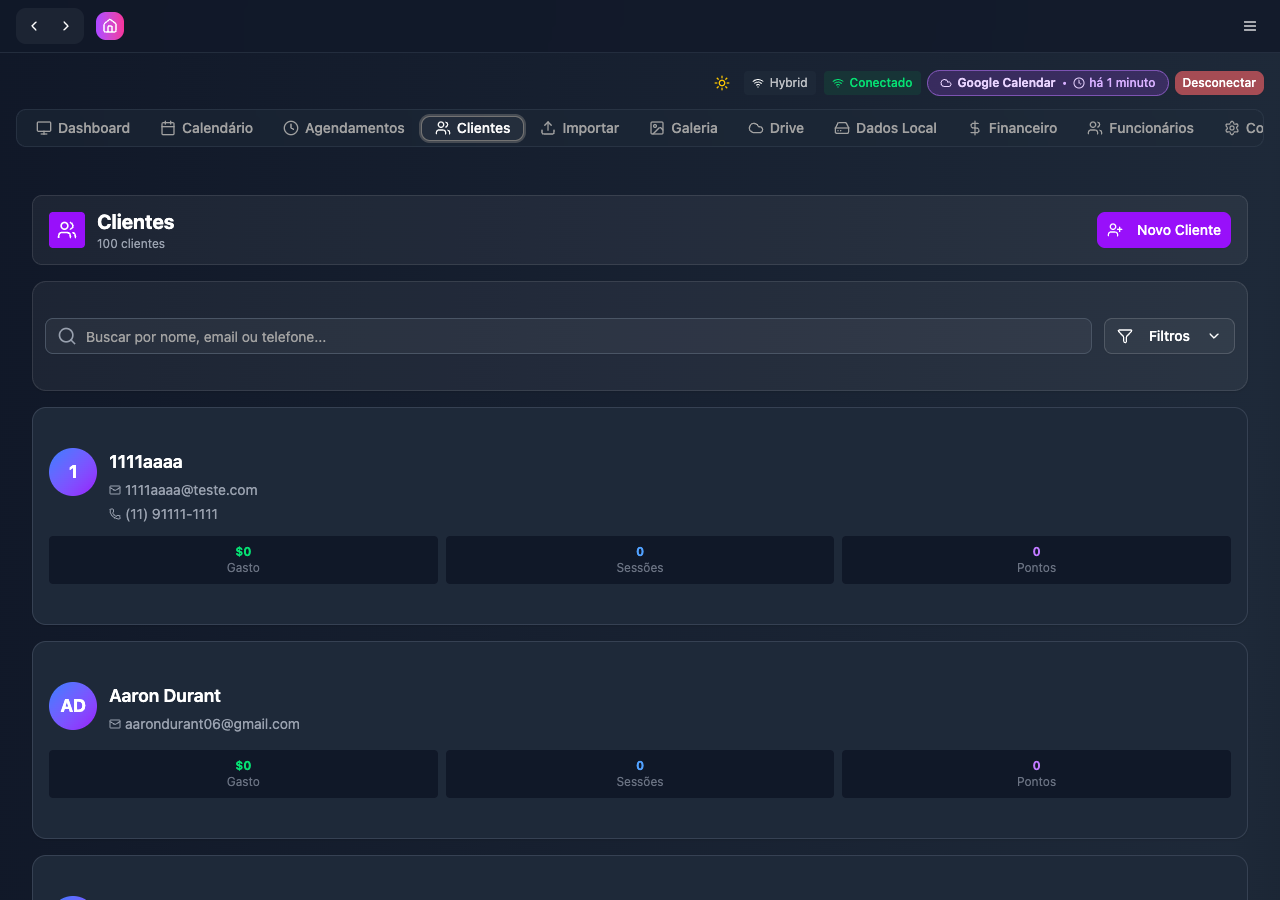 Hybrid Conectado Google Calendar • há 1 minuto Desconectar
Dashboard Calendário Agendamentos Clientes Importar Galeria Drive Dados Local Financeiro Funcionários Co
Clientes
100 clientes
Novo Cliente
Buscar por nome, email ou telefone...
Filtros
1
1111aaaa
1111aaaa@teste.com
(11) 91111-1111
$0 0 0
Gasto Sessões Pontos
AD
Aaron Durant
aarondurant06@gmail.com
$0 0 0
Gasto Sessões Pontos